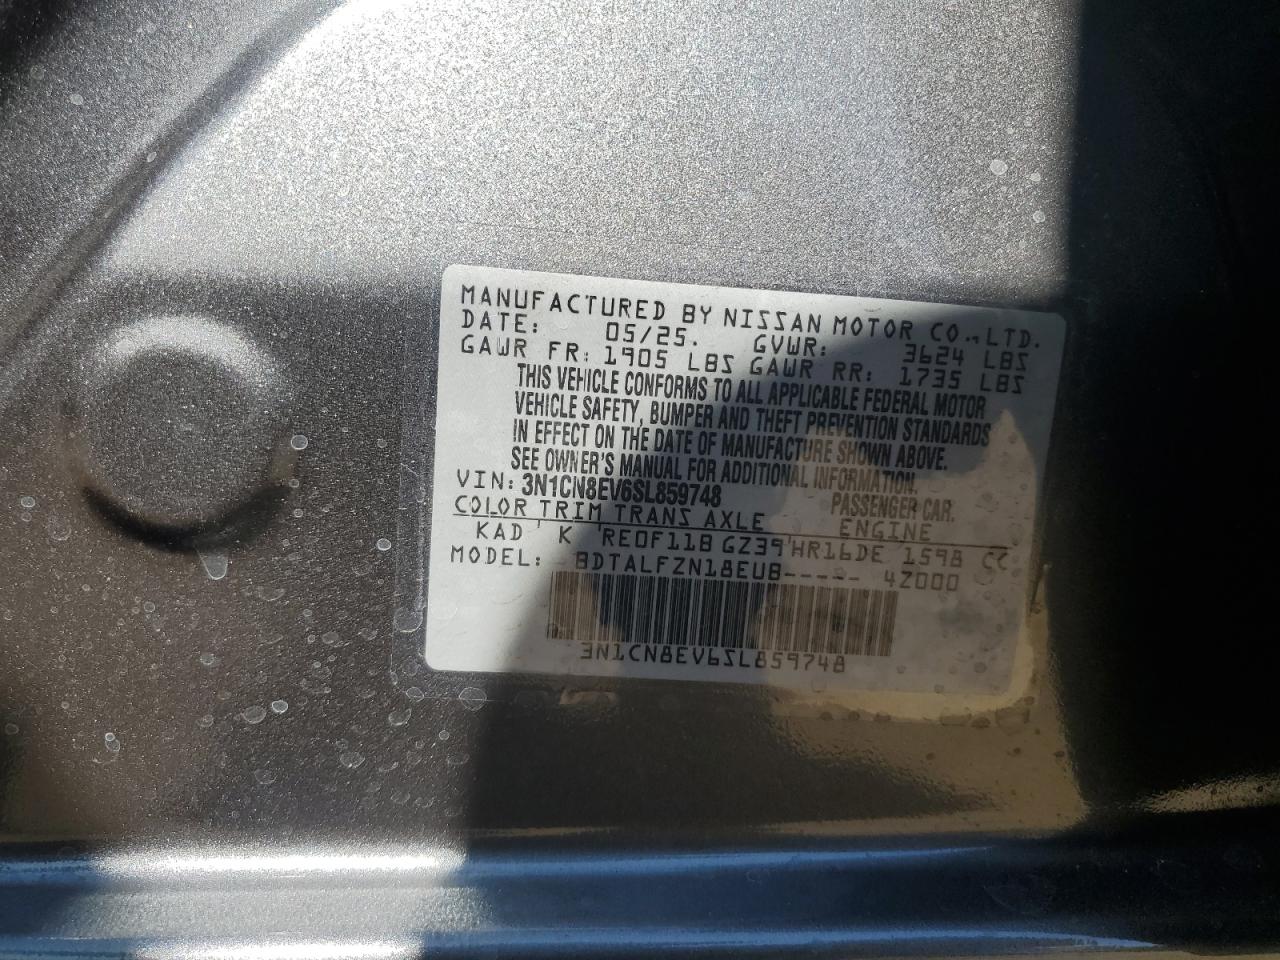 MANUFACTURED BY NISSAN MOTOR CO., LTD.
DATE: 05/25. GVWR: 3624 LBS
GAWR FR: 1905 LBS GAWR RR: 1735 LBS
THIS VEHICLE CONFORMS TO ALL APPLICABLE FEDERAL MOTOR
VEHICLE SAFETY, BUMPER AND THEFT PREVENTION STANDARDS
IN EFFECT ON THE DATE OF MANUFACTURE SHOWN ABOVE.
SEE OWNER'S MANUAL FOR ADDITIONAL INFORMATION.
VIN: 3N1CN8EV6SL859748 PASSENGER CAR.
COLOR TRIM TRANS AXLE ENGINE
KAD K RE0F11B GZ39 HR16DE 1598 CC
MODEL: BDTALFZN18EUB----- 4Z000
3N1CN8EV6SL859748